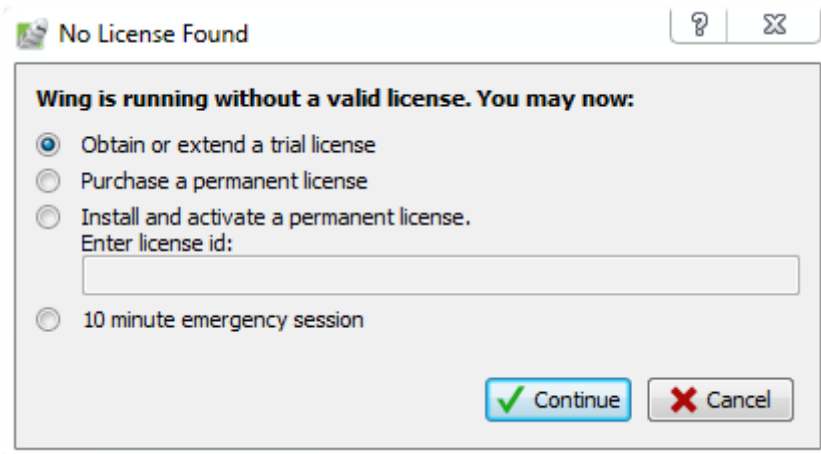 No License Found
Wing is running without a valid license. You may now:
Obtain or extend a trial license
Purchase a permanent license
Install and activate a permanent license.
Enter license id:
10 minute emergency session
Continue Cancel